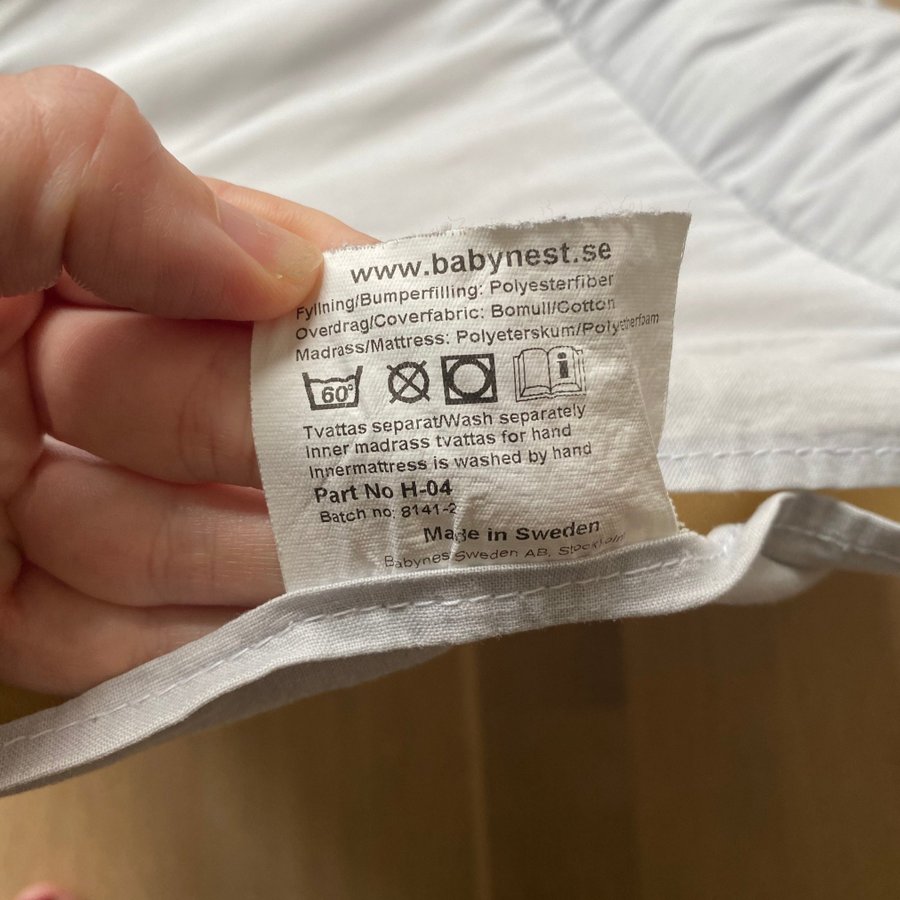 www.babynest.se
Fyllning/Bumperfilling: Polyesterfiber
Overdrag/Coverfabric: Bomull/Cotton
Madrass/Mattress: Polyeterskum/Polyetherfoam
60°
Tvattas separat/Wash separately
Inner madrass tvattas for hand
Innermattress is washed by hand
Part No H-04
Batch no: 8141-2
Made in Sweden
Babynest Sweden AB, Stockholm